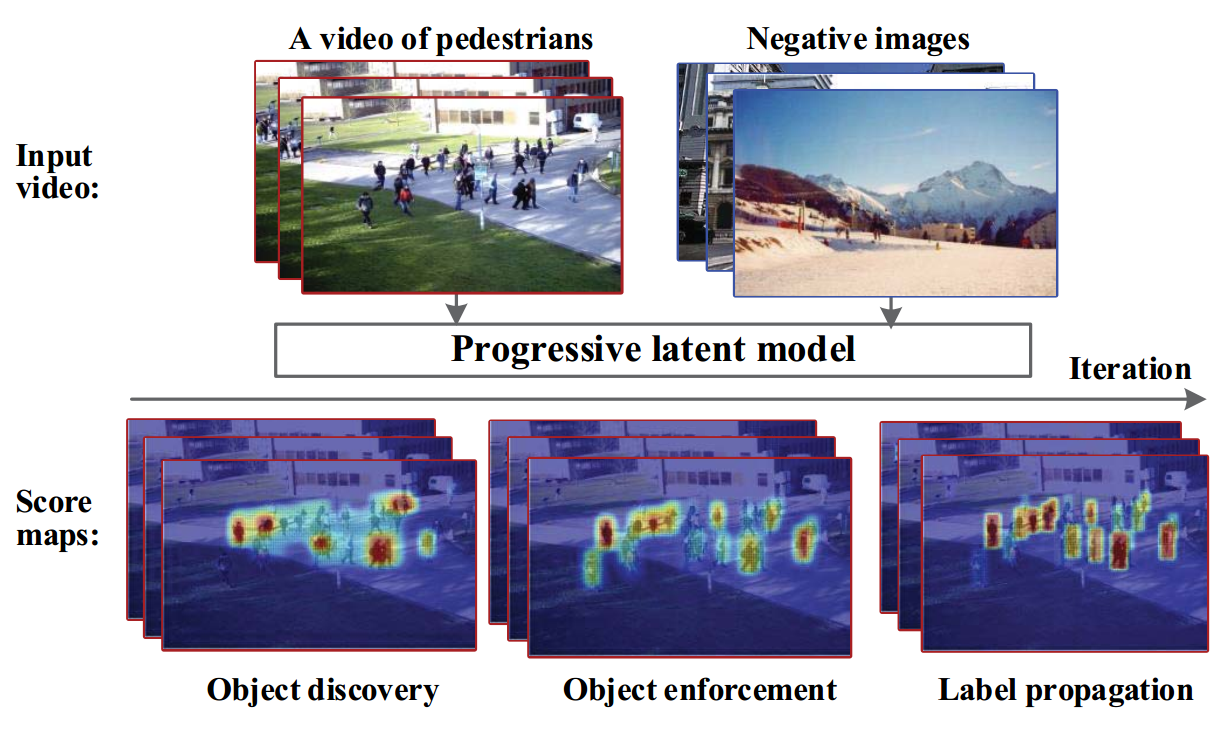 A video of pedestrians
Negative images
Input
video:
Progressive latent model
Iteration
Score
maps:
Object discovery
Object enforcement
Label propagation